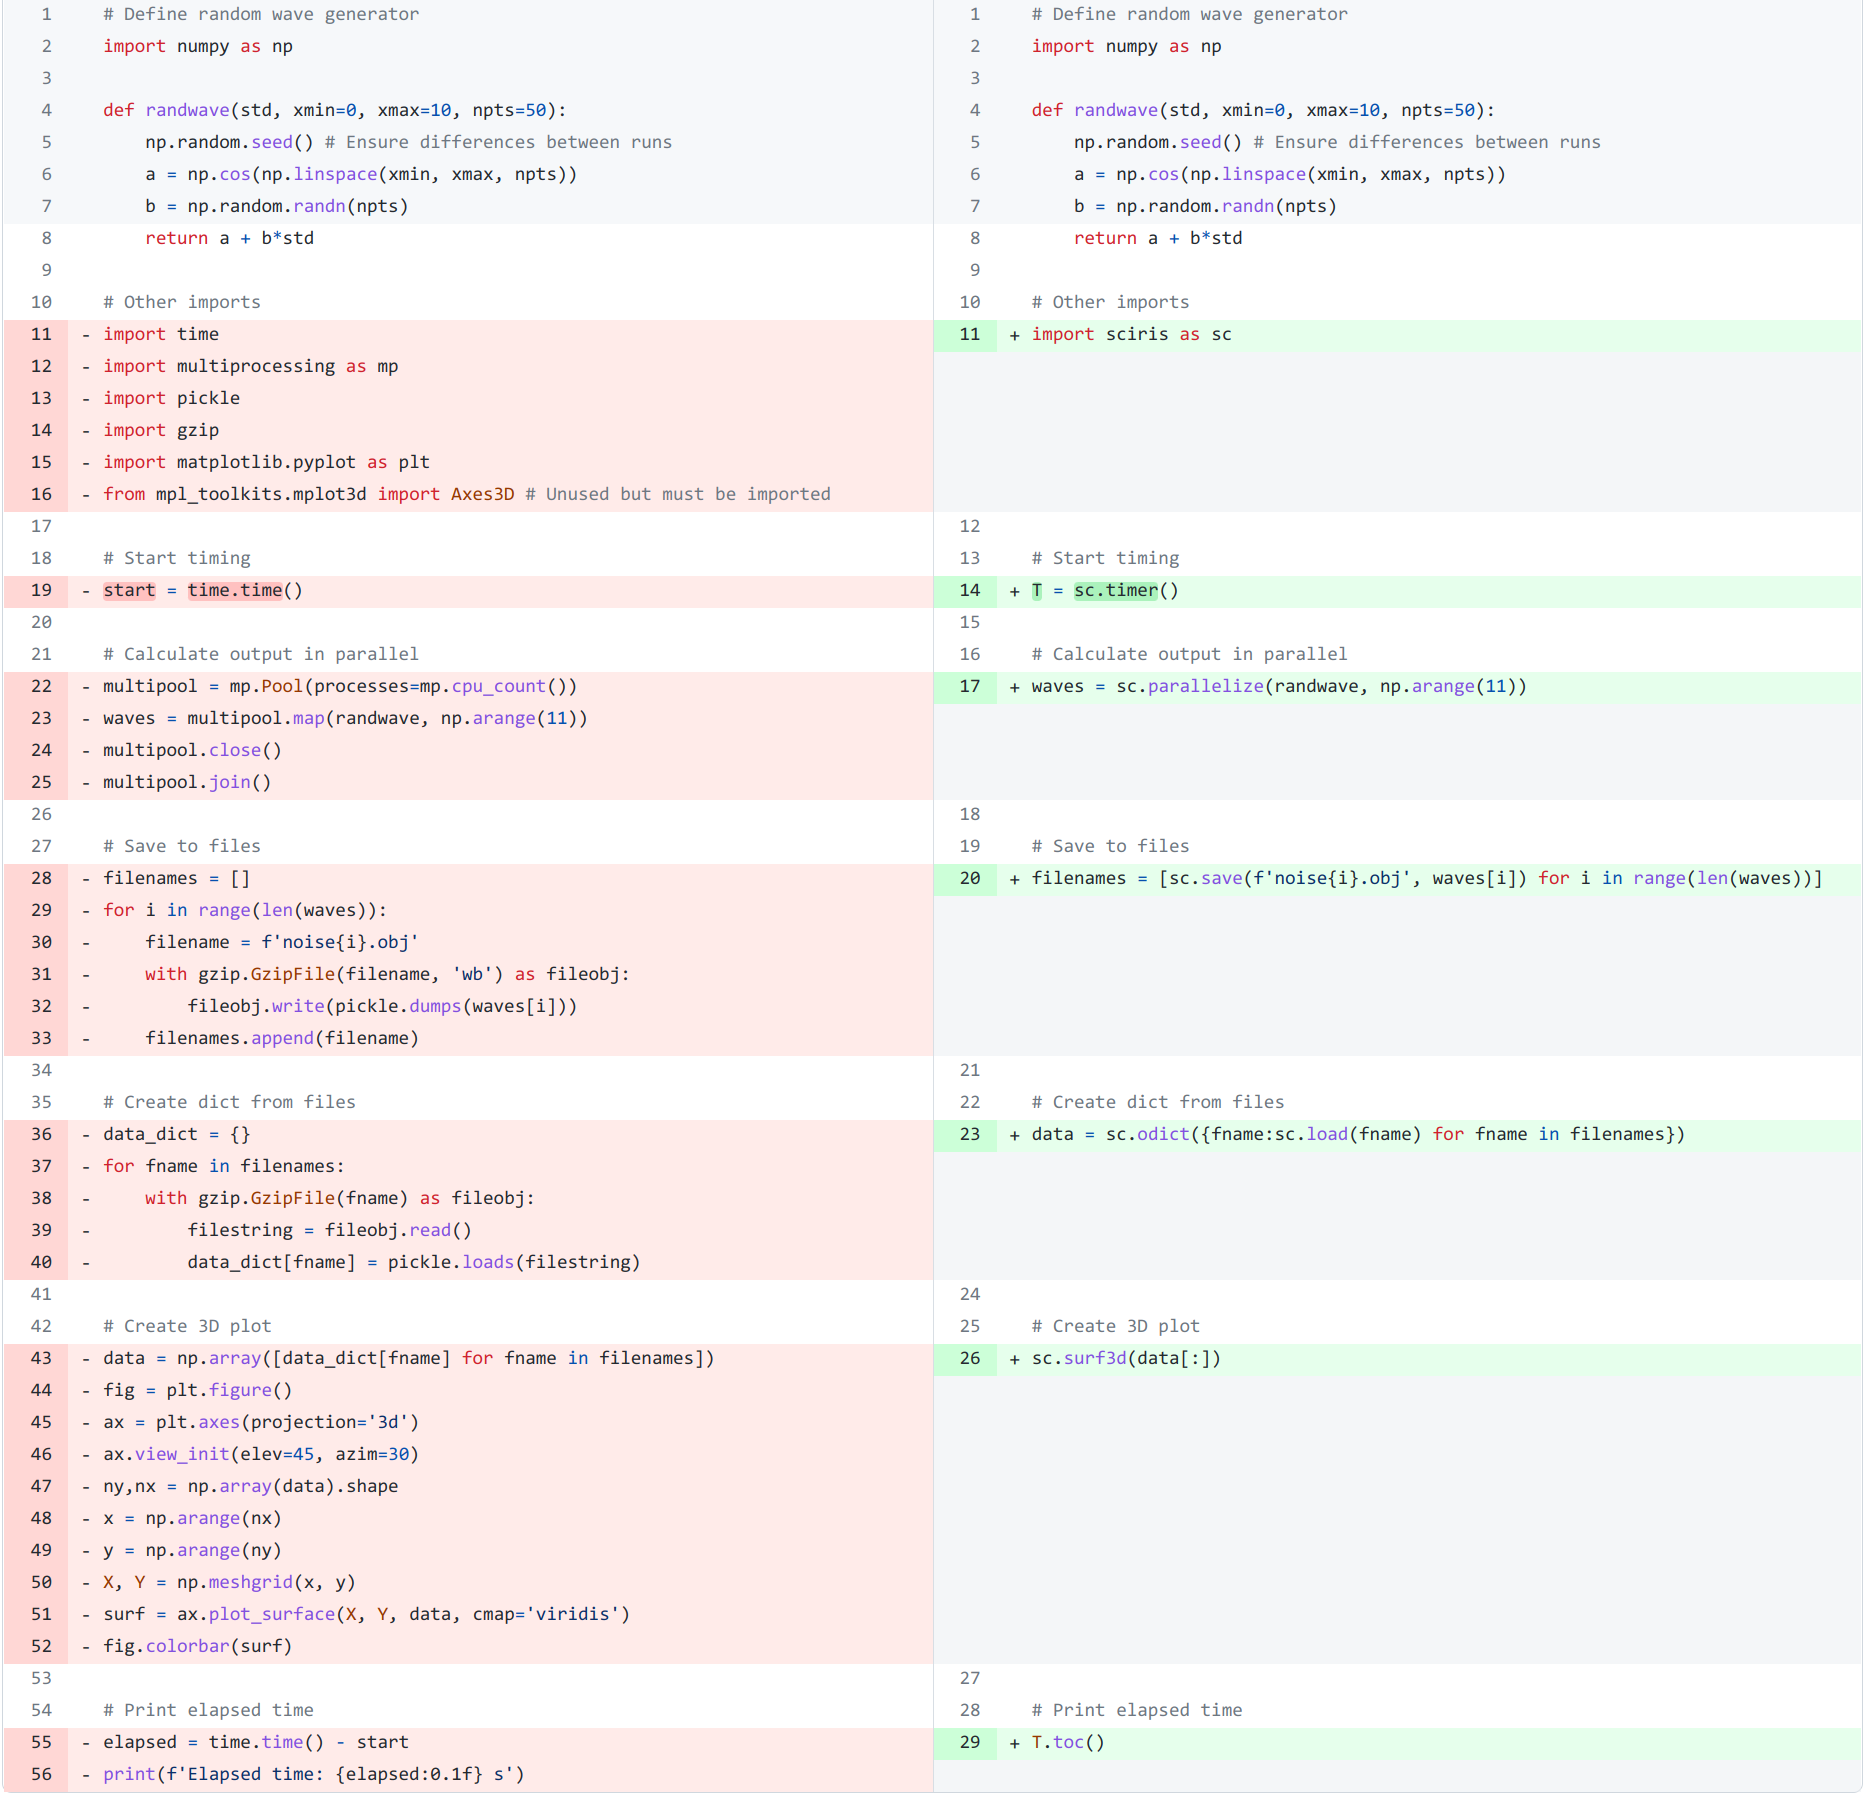 1 # Define random wave generator
2 import numpy as np
3
4 def randwave(std, xmin=0, xmax=10, npts=50):
5     np.random.seed() # Ensure differences between runs
6     a = np.cos(np.linspace(xmin, xmax, npts))
7     b = np.random.randn(npts)
8     return a + b*std
9
10 # Other imports
11 - import time
12 - import multiprocessing as mp
13 - import pickle
14 - import gzip
15 - import matplotlib.pyplot as plt
16 - from mpl_toolkits.mplot3d import Axes3D # Unused but must be imported
17
18 # Start timing
19 - start = time.time()
20
21 # Calculate output in parallel
22 - multipool = mp.Pool(processes=mp.cpu_count())
23 - waves = multipool.map(randwave, np.arange(11))
24 - multipool.close()
25 - multipool.join()
26
27 # Save to files
28 - filenames = []
29 - for i in range(len(waves)):
30 -     filename = f'noise{i}.obj'
31 -     with gzip.GzipFile(filename, 'wb') as fileobj:
32 -         fileobj.write(pickle.dumps(waves[i]))
33 -     filenames.append(filename)
34
35 # Create dict from files
36 - data_dict = {}
37 - for fname in filenames:
38 -     with gzip.GzipFile(fname) as fileobj:
39 -         filestring = fileobj.read()
40 -         data_dict[fname] = pickle.loads(filestring)
41
42 # Create 3D plot
43 - data = np.array([data_dict[fname] for fname in filenames])
44 - fig = plt.figure()
45 - ax = plt.axes(projection='3d')
46 - ax.view_init(elev=45, azim=30)
47 - ny,nx = np.array(data).shape
48 - x = np.arange(nx)
49 - y = np.arange(ny)
50 - X, Y = np.meshgrid(x, y)
51 - surf = ax.plot_surface(X, Y, data, cmap='viridis')
52 - fig.colorbar(surf)
53
54 # Print elapsed time
55 - elapsed = time.time() - start
56 - print(f'Elapsed time: {elapsed:0.1f} s')
1 # Define random wave generator
2 import numpy as np
3
4 def randwave(std, xmin=0, xmax=10, npts=50):
5     np.random.seed() # Ensure differences between runs
6     a = np.cos(np.linspace(xmin, xmax, npts))
7     b = np.random.randn(npts)
8     return a + b*std
9
10 # Other imports
11 + import sciris as sc
12
13 # Start timing
14 + T = sc.timer()
15
16 # Calculate output in parallel
17 + waves = sc.parallelize(randwave, np.arange(11))
18
19 # Save to files
20 + filenames = [sc.save(f'noise{i}.obj', waves[i]) for i in range(len(waves))]
21
22 # Create dict from files
23 + data = sc.odict({fname:sc.load(fname) for fname in filenames})
24
25 # Create 3D plot
26 + sc.surf3d(data[:])
27
28 # Print elapsed time
29 + T.toc()